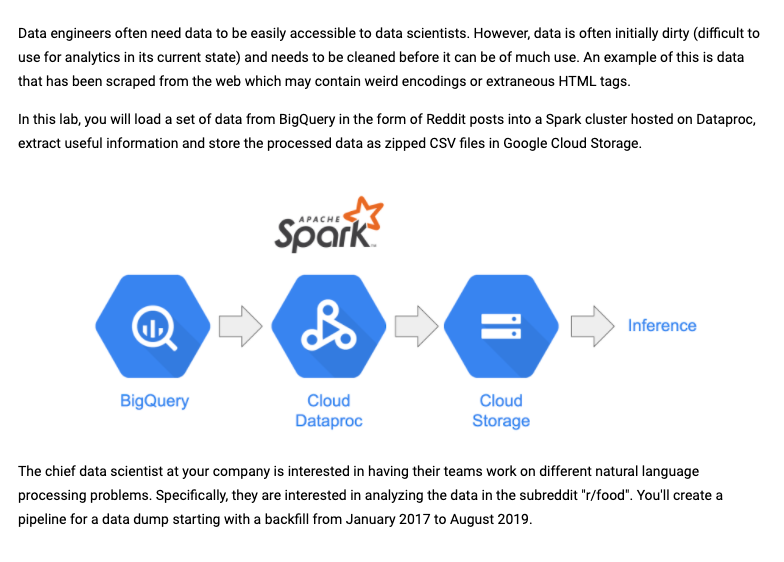 Data engineers often need data to be easily accessible to data scientists. However, data is often initially dirty (difficult to
use for analytics in its current state) and needs to be cleaned before it can be of much use. An example of this is data
that has been scraped from the web which may contain weird encodings or extraneous HTML tags.
In this lab, you will load a set of data from BigQuery in the form of Reddit posts into a Spark cluster hosted on Dataproc,
extract useful information and store the processed data as zipped CSV files in Google Cloud Storage.
APACHE
Spark™
Inference
BigQuery
Cloud
Dataproc
Cloud
Storage
The chief data scientist at your company is interested in having their teams work on different natural language
processing problems. Specifically, they are interested in analyzing the data in the subreddit "r/food". You'll create a
pipeline for a data dump starting with a backfill from January 2017 to August 2019.